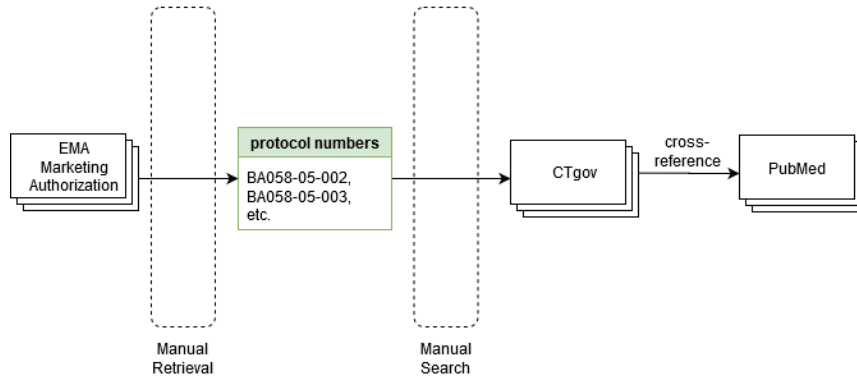 EMA
Marketing
Authorization
protocol numbers
BA058-05-002,
BA058-05-003,
etc.
CTgov
cross-
reference
PubMed
Manual
Retrieval
Manual
Search